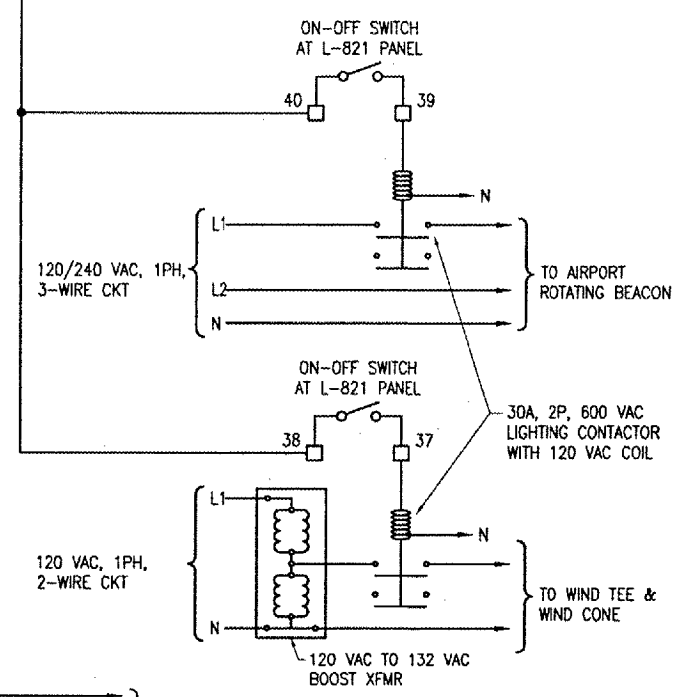 ON-OFF SWITCH
AT L-821 PANEL
40
39
N
L1
120/240 VAC, 1PH,
3-WIRE CKT
L2
N
TO AIRPORT
ROTATING BEACON
ON-OFF SWITCH
AT L-821 PANEL
38
37
30A, 2P, 600 VAC
LIGHTING CONTACTOR
WITH 120 VAC COIL
L1
N
120 VAC, 1PH,
2-WIRE CKT
N
TO WIND TEE &
WIND CONE
120 VAC TO 132 VAC
BOOST XFMR